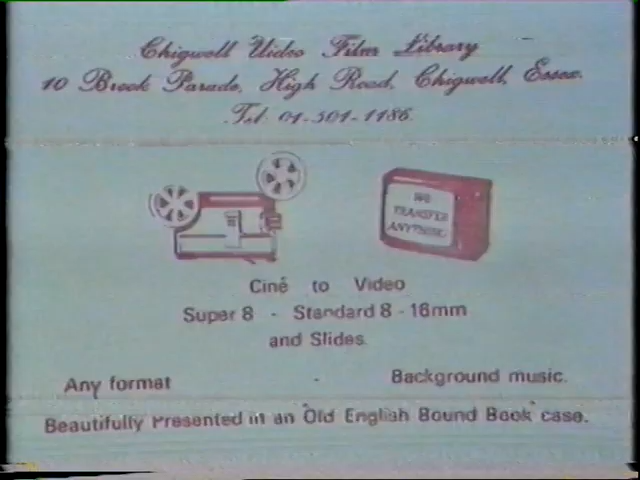 Chigwell Video Film Library
10 Brook Parade, High Road, Chigwell, Essex.
Tel. 01-501-1186
WE
TRANSFER
ANYTHING.
Ciné to Video
Super 8 - Standard 8 - 16mm
and Slides.
Any format - Background music.
Beautifully Presented in an "Old English Bound Book" case.